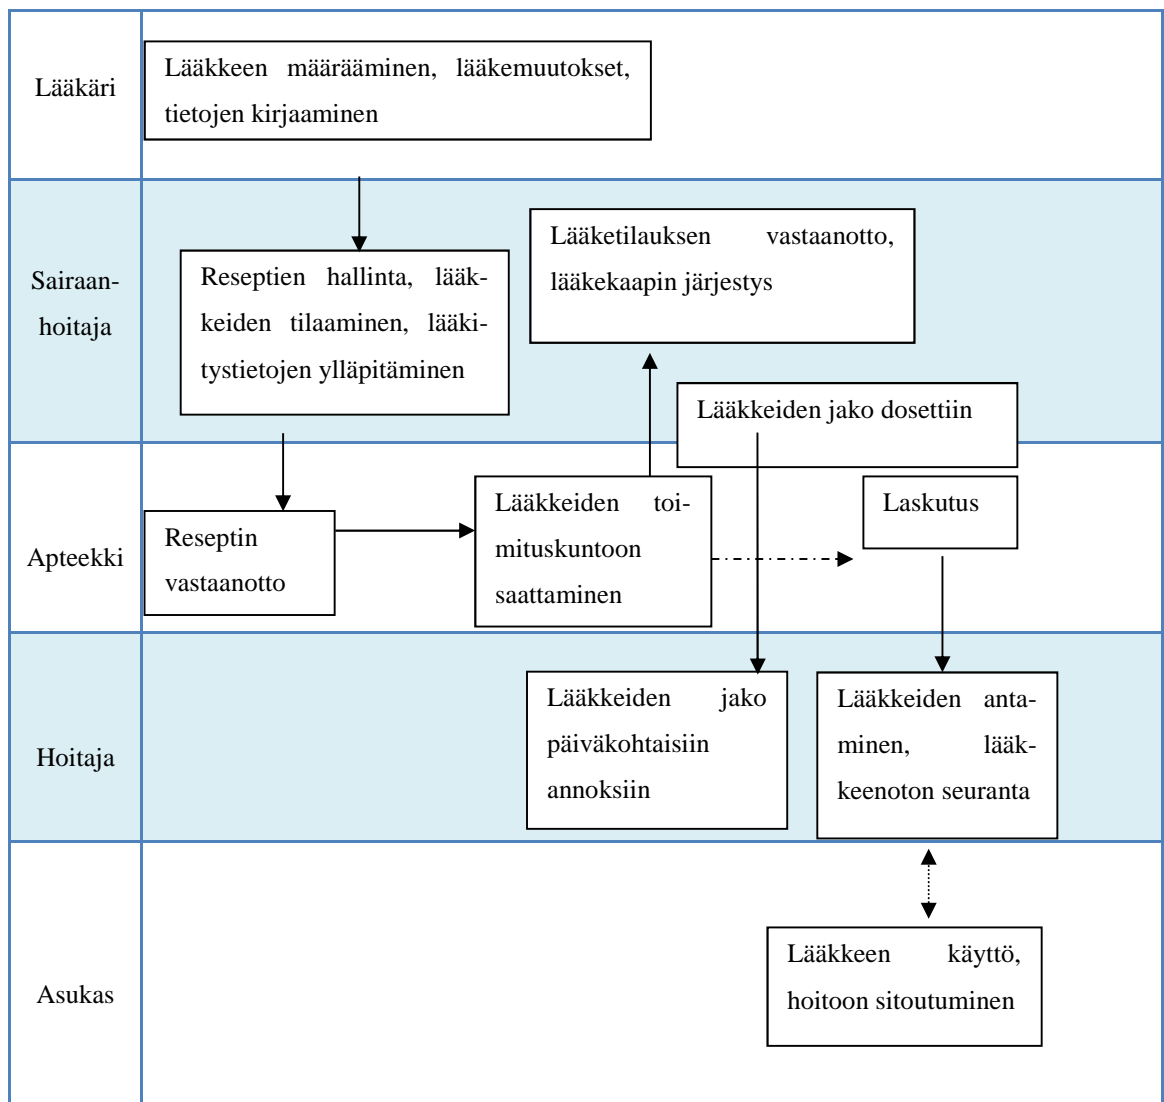 Lääkäri
Lääkkeen määrääminen, lääkemuutokset,
tietojen kirjaaminen
Sairaan-
hoitaja
Reseptien hallinta, lääk-
keiden tilaaminen, lääki-
tystietojen ylläpitäminen
Lääketilauksen vastaanotto,
lääkekaapin järjestys
Lääkkeiden jako dosettiin
Apteekki
Reseptin
vastaanotto
Lääkkeiden toi-
mituskuntoon
saattaminen
Laskutus
Hoitaja
Lääkkeiden jako
päiväkohtaisiin
annoksiin
Lääkkeiden anta-
minen, lääk-
keenoton seuranta
Asukas
Lääkkeen käyttö,
hoitoon sitoutuminen